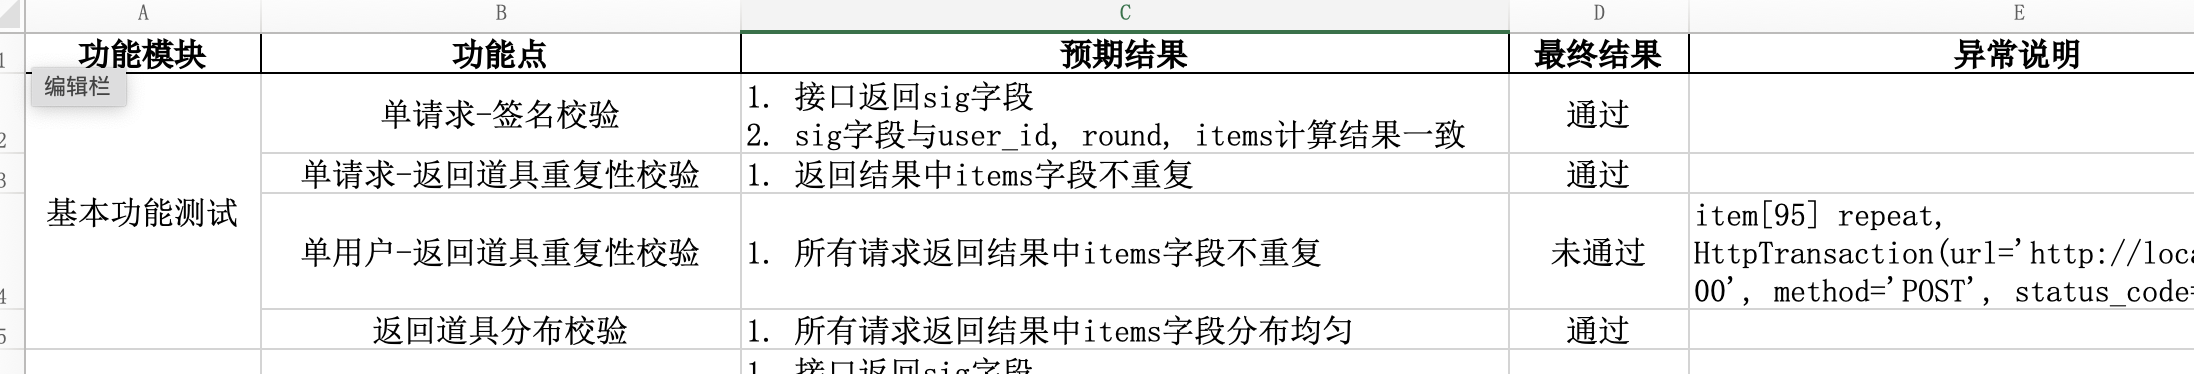 A B C D E
1 功能模块 功能点 预期结果 最终结果 异常说明
编辑栏
2 单请求-签名校验 1. 接口返回sig字段 通过
2. sig字段与user_id, round, items计算结果一致
3 单请求-返回道具重复性校验 1. 返回结果中items字段不重复 通过
基本功能测试
4 单用户-返回道具重复性校验 1. 所有请求返回结果中items字段不重复 未通过 item[95] repeat,
HttpTransaction(url='http://loca
00', method='POST', status_code=
5 返回道具分布校验 1. 所有请求返回结果中items字段分布均匀 通过
1. 接口返回sig字段